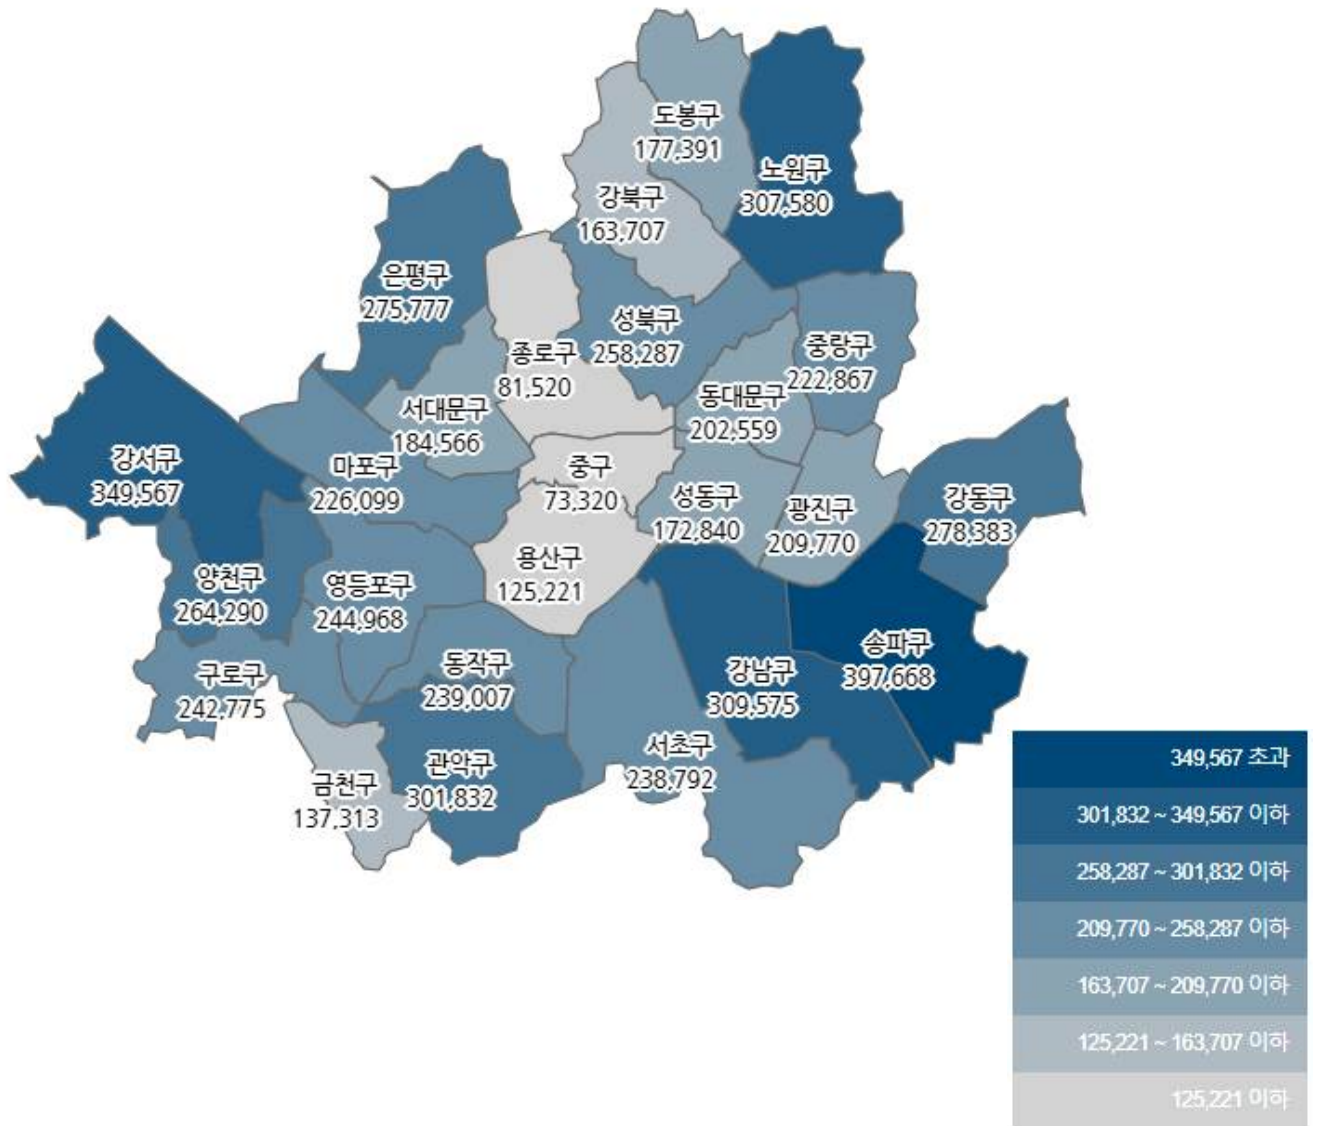 도봉구
177,391
노원구
307,580
강북구
163,707
은평구
275,777
성북구
258,287
종로구
81,520
중랑구
222,867
동대문구
202,559
서대문구
184,566
강서구
349,567
마포구
226,099
중구
73,320
성동구
172,840
광진구
209,770
강동구
278,383
양천구
264,290
영등포구
244,968
용산구
125,221
구로구
242,775
동작구
239,007
강남구
309,575
송파구
397,668
금천구
137,313
관악구
301,832
서초구
238,792
349,567 초과
301,832 ~ 349,567 이하
258,287 ~ 301,832 이하
209,770 ~ 258,287 이하
163,707 ~ 209,770 이하
125,221 ~ 163,707 이하
125,221 이하